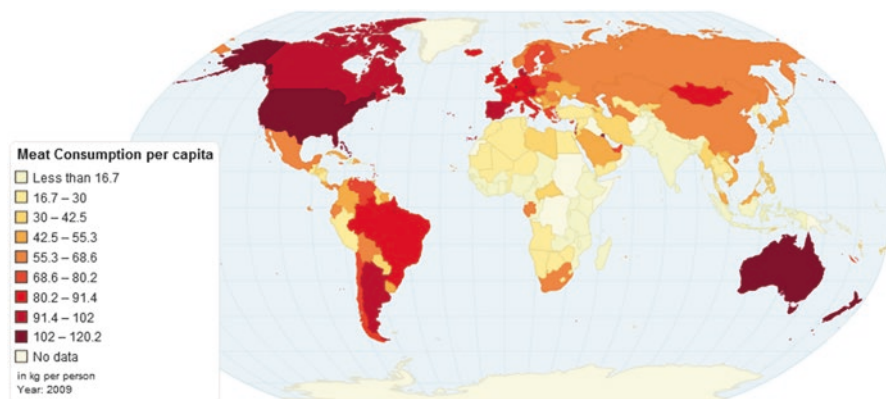 Meat Consumption per capita
Less than 16.7
16.7 – 30
30 – 42.5
42.5 – 55.3
55.3 – 68.6
68.6 – 80.2
80.2 – 91.4
91.4 – 102
102 – 120.2
No data
in kg per person
Year: 2009